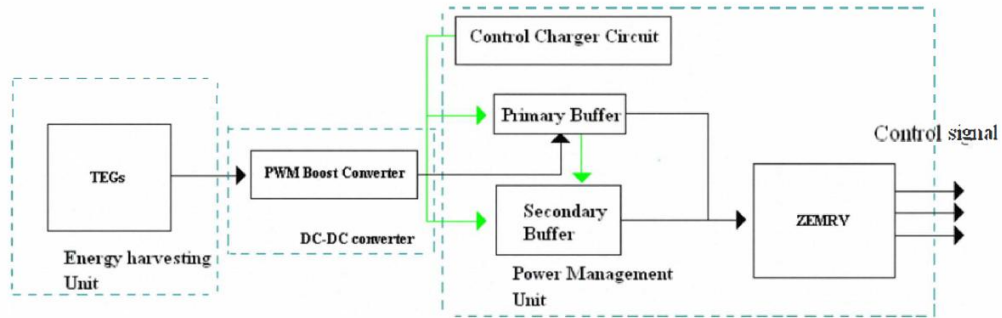 Control Charger Circuit
Primary Buffer
Control signal
TEGs
PWM Boost Converter
ZEMRV
Secondary
Buffer
DC-DC converter
Energy harvesting
Unit
Power Management
Unit